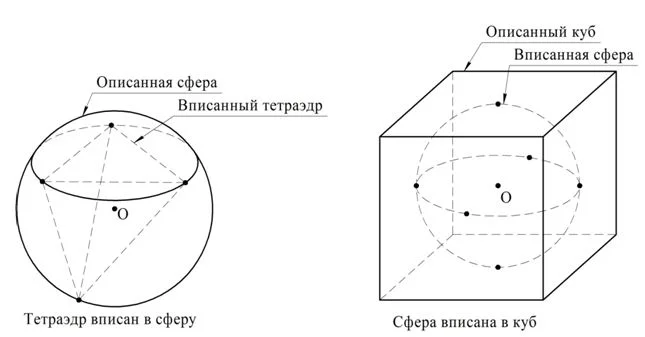 Описанная сфера
Вписанный тетраэдр
О
Тетраэдр вписан в сферу
Описанный куб
Вписанная сфера
О
Сфера вписана в куб